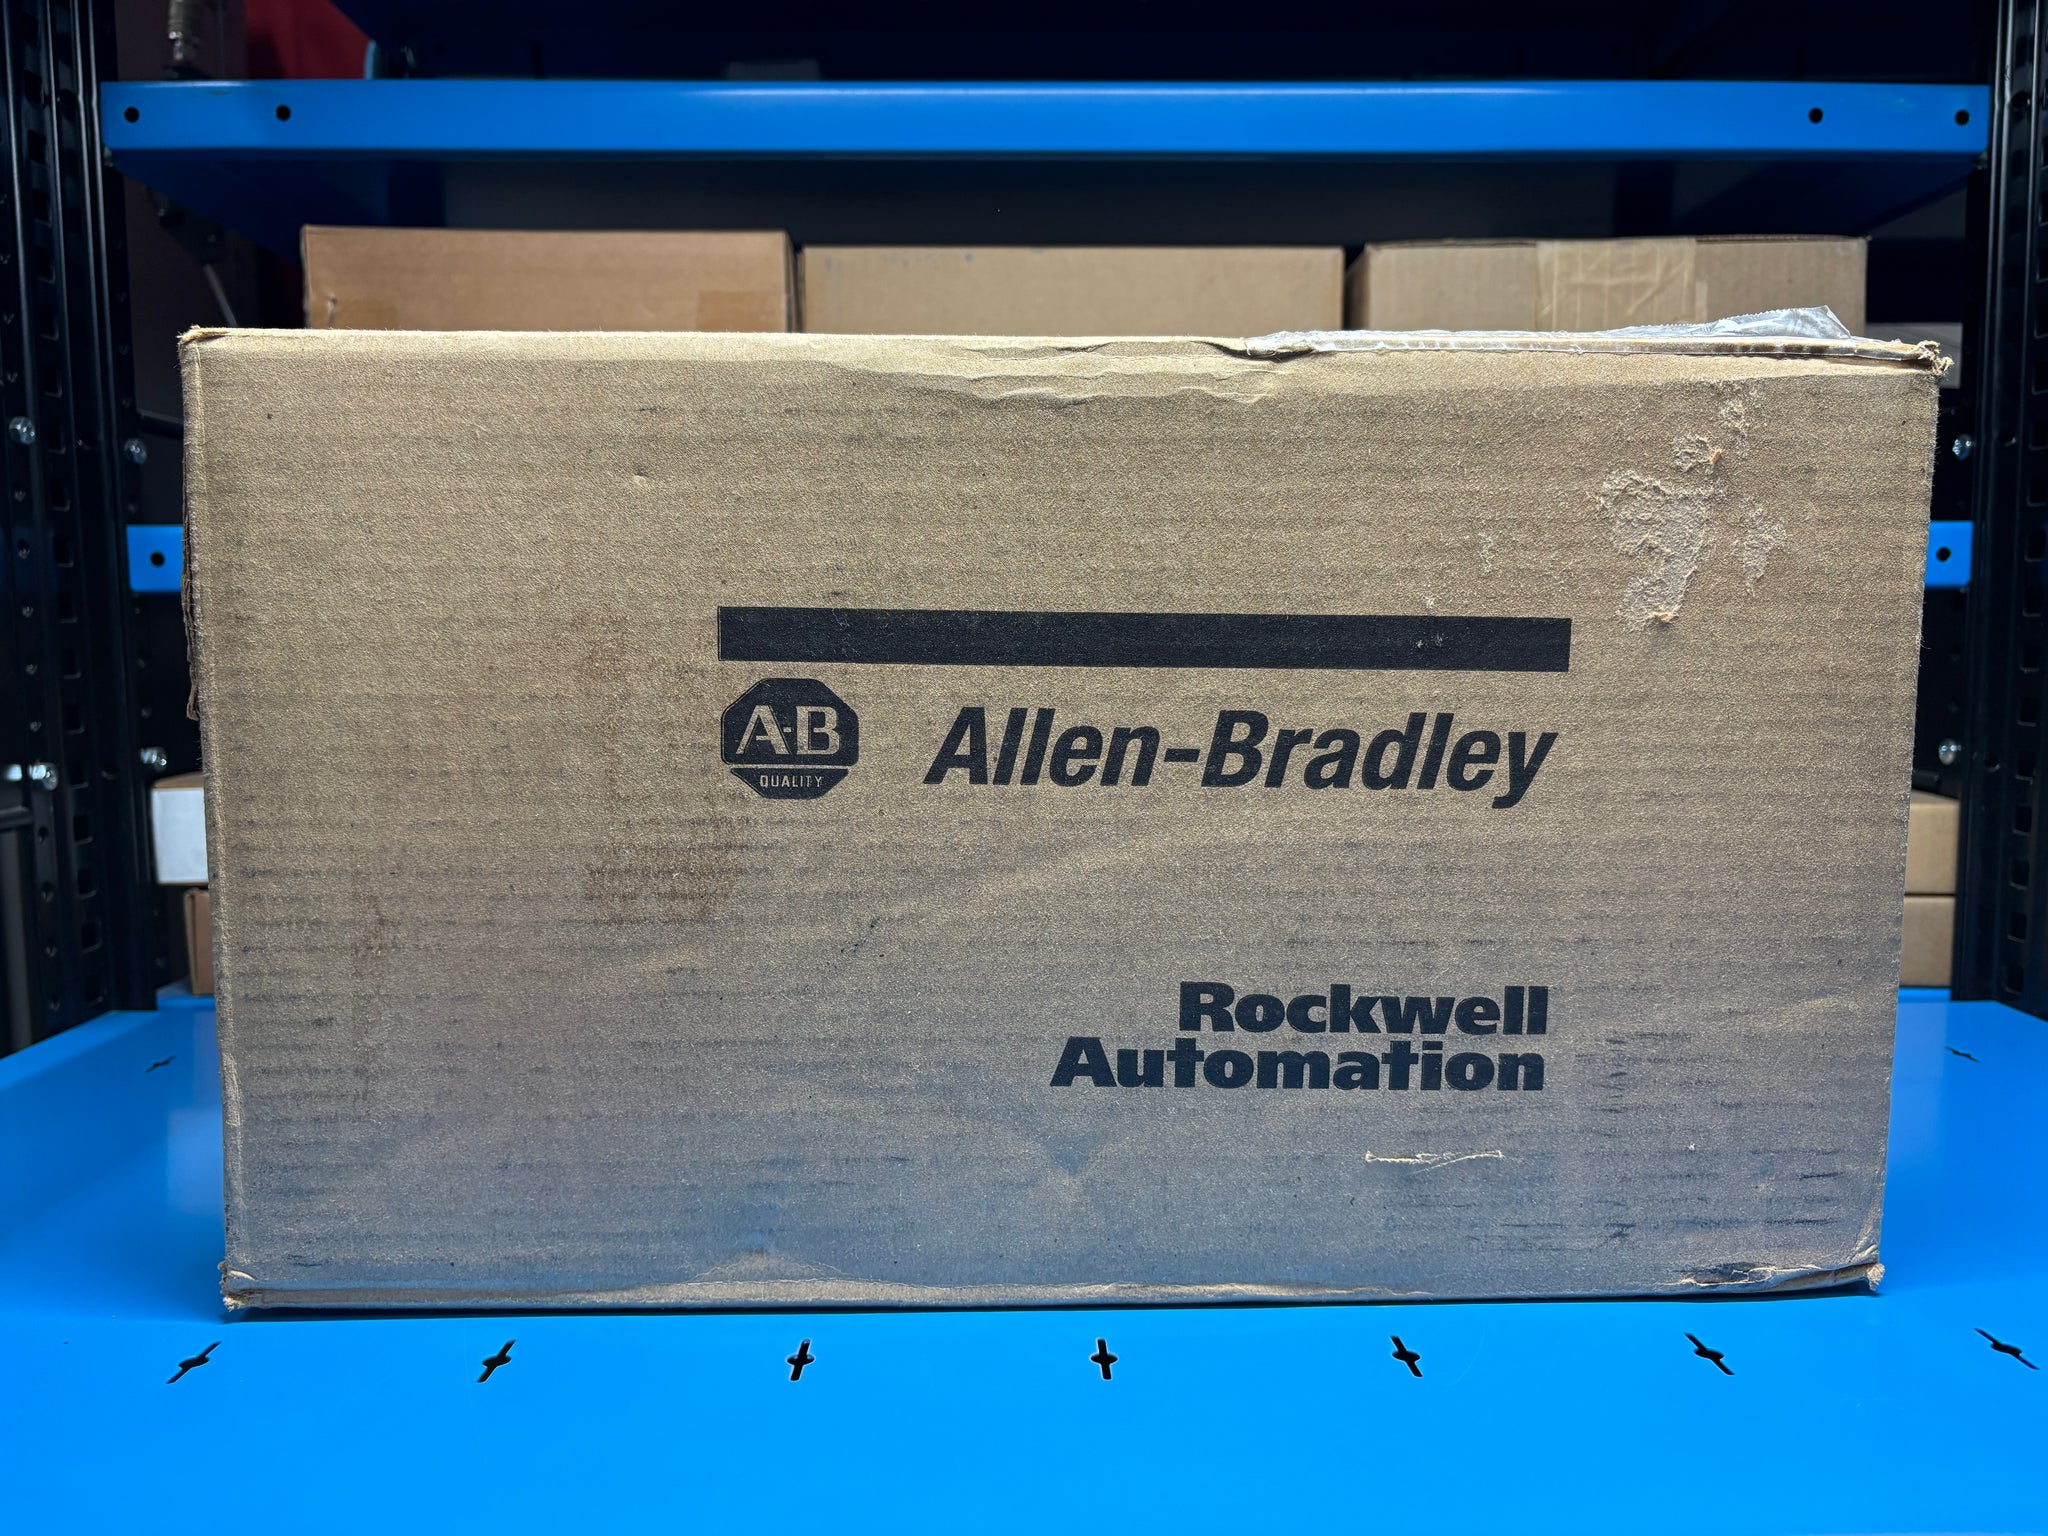 A-B
QUALITY
Allen-Bradley
Rockwell
Automation